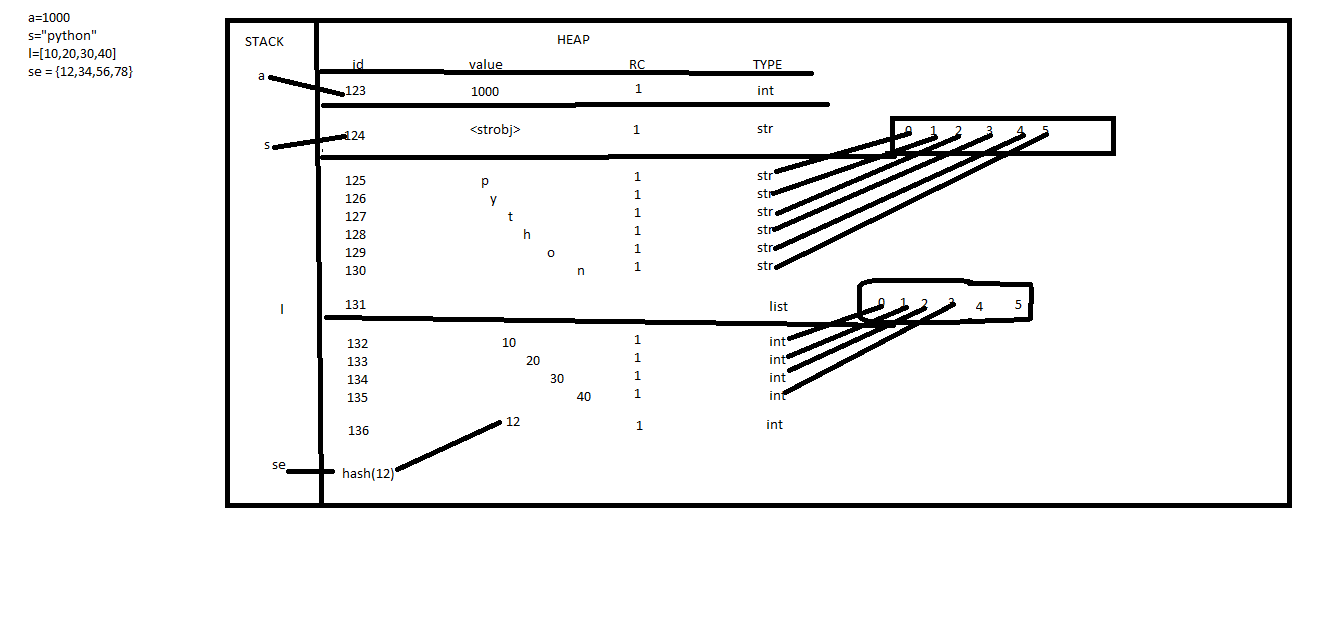 a=1000
s="python"
l=[10,20,30,40]
se = {12,34,56,78}
STACK HEAP
id value RC TYPE
a 123 1000 1 int
s 124 <strobj> 1 str 0 1 2 3 4 5
125 p 1 str
126 y 1 str
127 t 1 str
128 h 1 str
129 o 1 str
130 n 1 str
l 131 list 0 1 2 3 4 5
132 10 1 int
133 20 1 int
134 30 1 int
135 40 1 int
136 12 1 int
se hash(12)